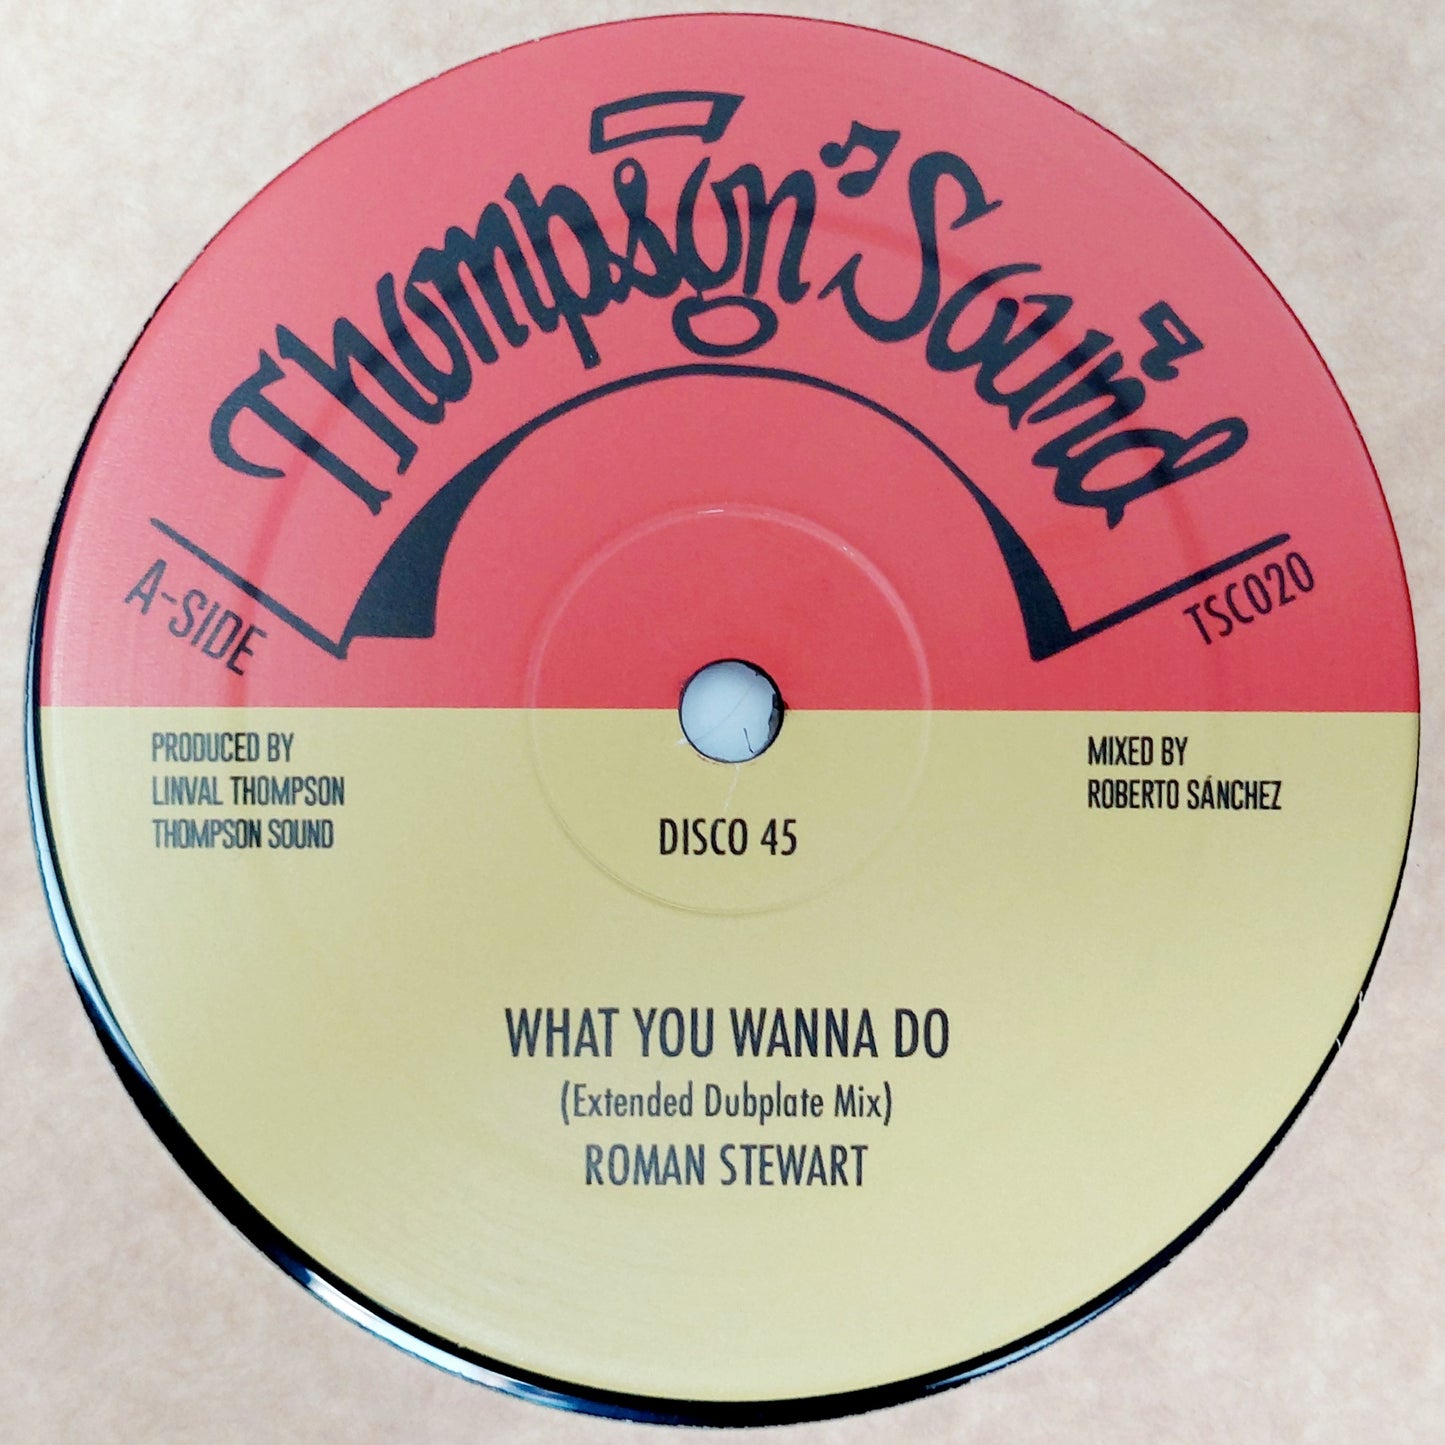 Thompson Sound
A-SIDE
TSC020
PRODUCED BY
LINVAL THOMPSON
THOMPSON SOUND
MIXED BY
ROBERTO SÁNCHEZ
DISCO 45
WHAT YOU WANNA DO
(Extended Dubplate Mix)
ROMAN STEWART